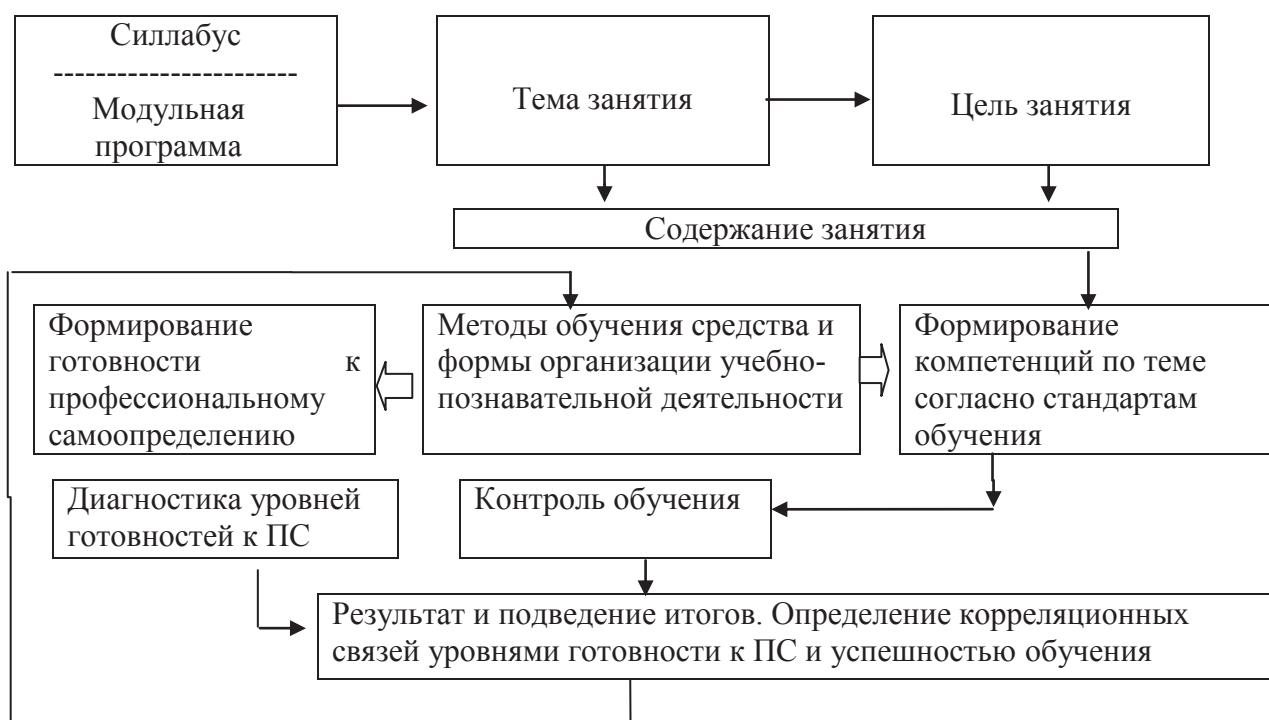 Силлабус
-----------------------
Модульная
программа
Тема занятия
Цель занятия
Содержание занятия
Формирование
готовности к
профессиональному
самоопределению
Методы обучения средства и
формы организации учебно-
познавательной деятельности
Формирование
компетенций по теме
согласно стандартам
обучения
Диагностика уровней
готовностей к ПС
Контроль обучения
Результат и подведение итогов. Определение корреляционных
связей уровнями готовности к ПС и успешностью обучения